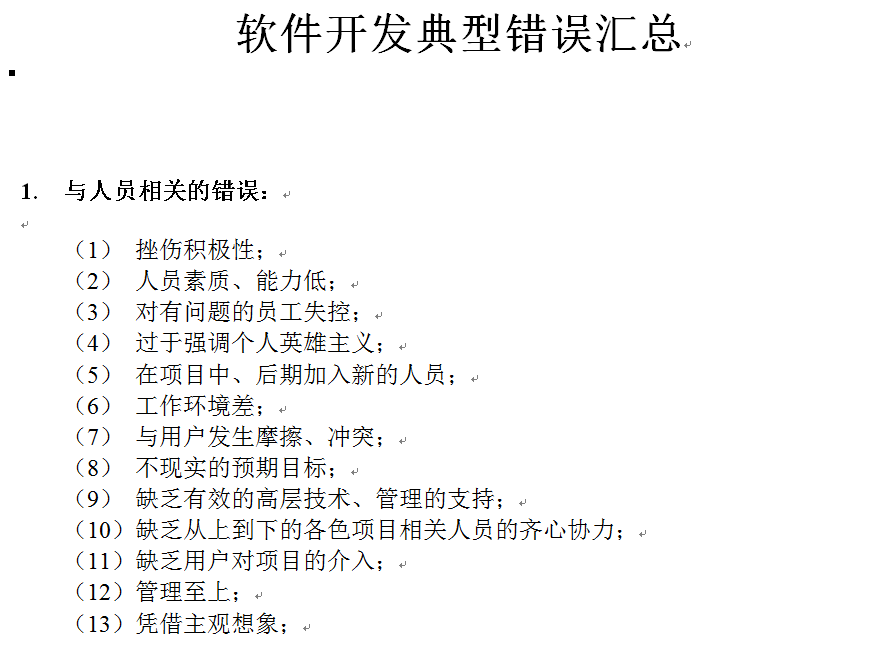 软件开发典型错误汇总
1. 与人员相关的错误：
（1） 挫伤积极性；
（2） 人员素质、能力低；
（3） 对有问题的员工失控；
（4） 过于强调个人英雄主义；
（5） 在项目中、后期加入新的人员；
（6） 工作环境差；
（7） 与用户发生摩擦、冲突；
（8） 不现实的预期目标；
（9） 缺乏有效的高层技术、管理的支持；
（10）缺乏从上到下的各色项目相关人员的齐心协力；
（11）缺乏用户对项目的介入；
（12）管理至上；
（13）凭借主观想象；